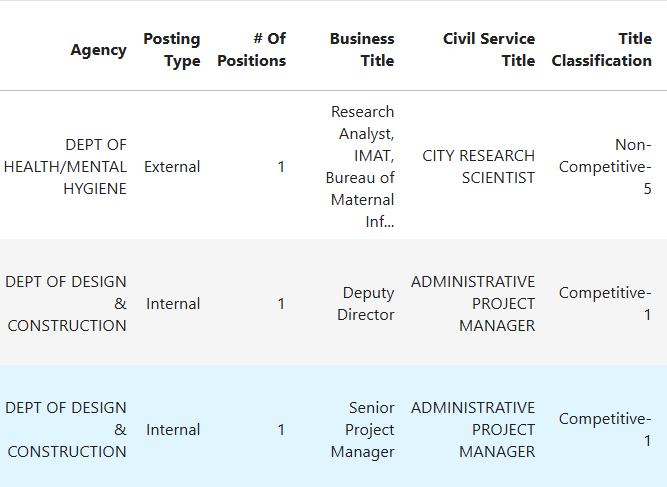 Agency Posting Type # Of Positions Business Title Civil Service Title Title Classification
DEPT OF HEALTH/MENTAL HYGIENE External 1 Research Analyst, IMAT, Bureau of Maternal Inf... CITY RESEARCH SCIENTIST Non-Competitive-5
DEPT OF DESIGN & CONSTRUCTION Internal 1 Deputy Director ADMINISTRATIVE PROJECT MANAGER Competitive-1
DEPT OF DESIGN & CONSTRUCTION Internal 1 Senior Project Manager ADMINISTRATIVE PROJECT MANAGER Competitive-1